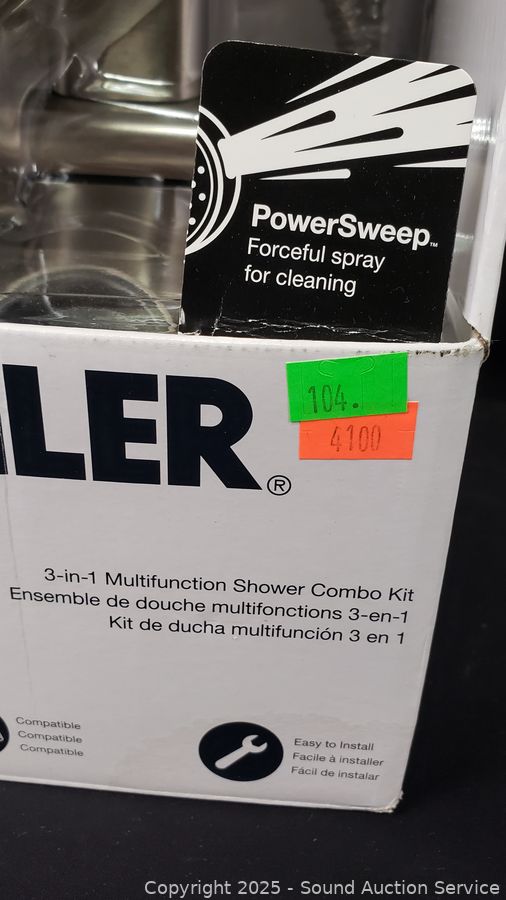 PowerSweep™
Forceful spray
for cleaning
104.
4100
LER®
3-in-1 Multifunction Shower Combo Kit
Ensemble de douche multifonctions 3-en-1
Kit de ducha multifunción 3 en 1
Compatible
Compatible
Compatible
Easy to Install
Facile à installer
Fácil de instalar
Copyright 2025 - Sound Auction Service